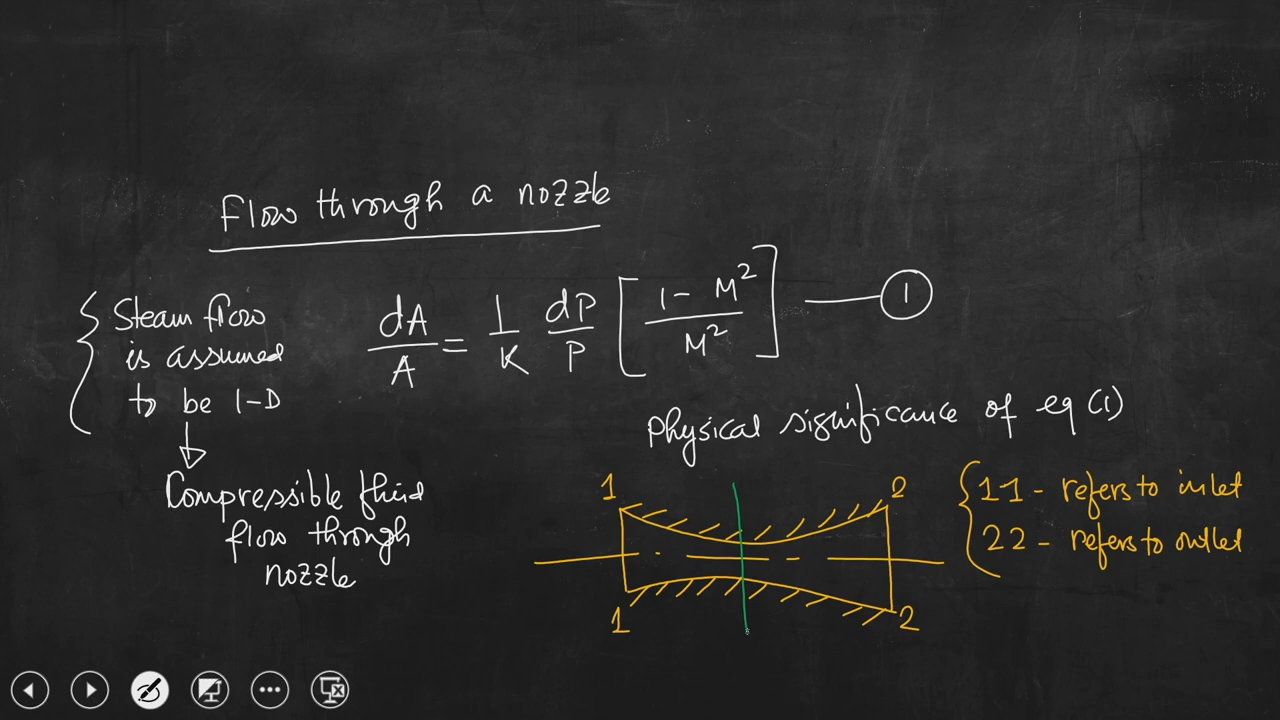 Flow through a nozzle
Steam flow
is assumed
to be 1-D
Compressible fluid
flow through
nozzle
dA/A = 1/K dP/P [(1 - M²)/M²] — 1
Physical significance of eq (1)
1 2
1 2
11 - refers to inlet
22 - refers to outlet